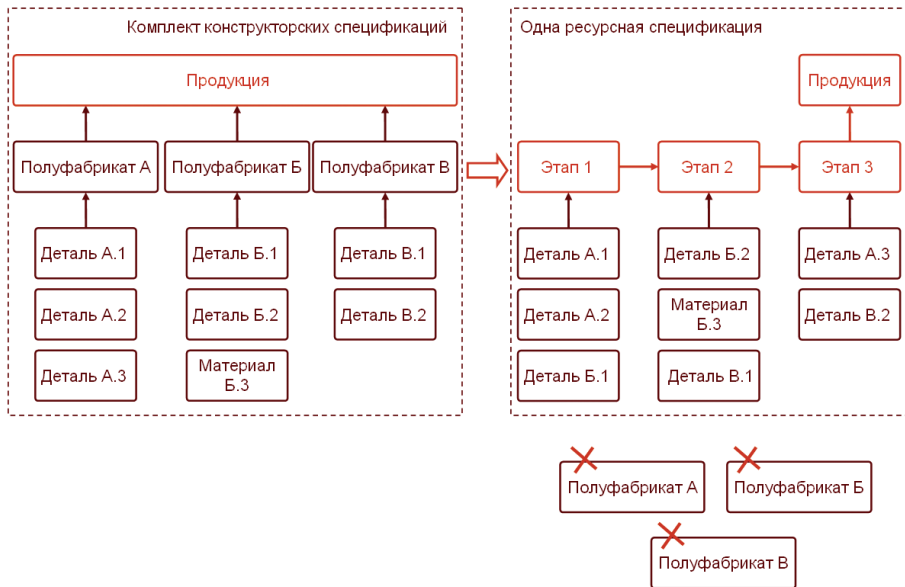 Комплект конструкторских спецификаций
Продукция
Полуфабрикат А
Полуфабрикат Б
Полуфабрикат В
Деталь А.1
Деталь Б.1
Деталь В.1
Деталь А.2
Деталь Б.2
Деталь В.2
Деталь А.3
Материал
Б.3
Одна ресурсная спецификация
Продукция
Этап 1
Этап 2
Этап 3
Деталь А.1
Деталь Б.2
Деталь А.3
Деталь А.2
Материал
Б.3
Деталь В.2
Деталь Б.1
Деталь В.1
Полуфабрикат А
Полуфабрикат Б
Полуфабрикат В